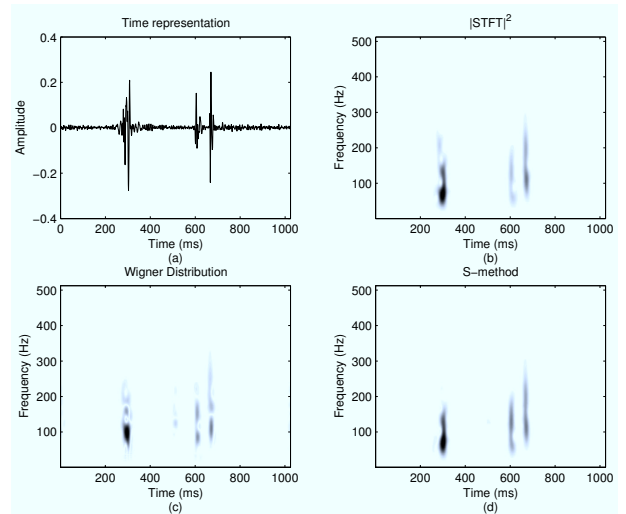 Time representation
0.4
0.2
0
−0.2
−0.4
Amplitude
0 200 400 600 800 1000
Time (ms)
(a)
|STFT|²
500
400
300
200
100
Frequency (Hz)
200 400 600 800 1000
Time (ms)
(b)
Wigner Distribution
500
400
300
200
100
Frequency (Hz)
200 400 600 800 1000
Time (ms)
(c)
S−method
500
400
300
200
100
Frequency (Hz)
200 400 600 800 1000
Time (ms)
(d)